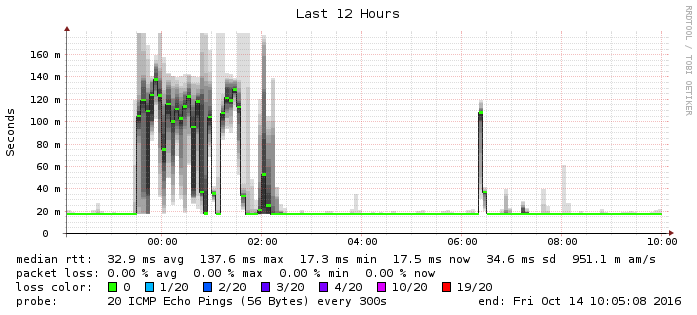 Last 12 Hours
RRDTOOL / TOBI OETIKER
Seconds
160 m
140 m
120 m
100 m
80 m
60 m
40 m
20 m
0
00:00 02:00 04:00 06:00 08:00 10:00
median rtt: 32.9 ms avg 137.6 ms max 17.3 ms min 17.5 ms now 34.6 ms sd 951.1 m am/s
packet loss: 0.00 % avg 0.00 % max 0.00 % min 0.00 % now
loss color: 0 1/20 2/20 3/20 4/20 10/20 19/20
probe: 20 ICMP Echo Pings (56 Bytes) every 300s end: Fri Oct 14 10:05:08 2016